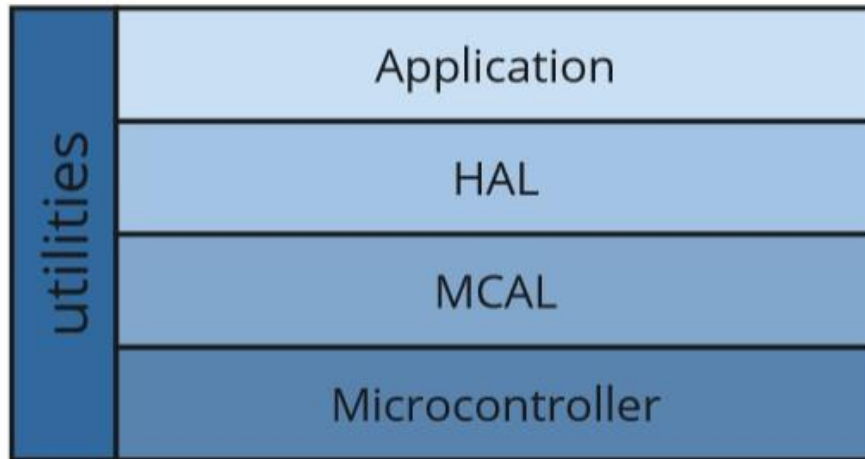 utilities
Application
HAL
MCAL
Microcontroller